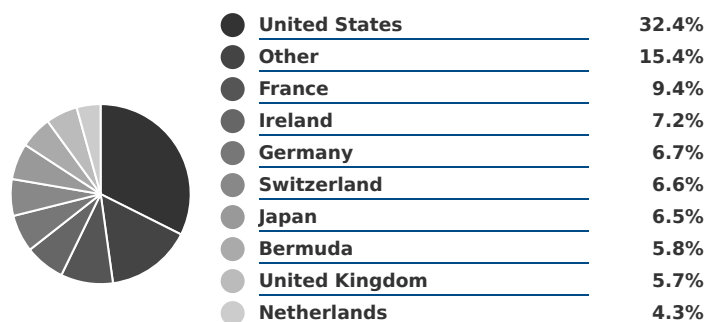 United States 32.4%
Other 15.4%
France 9.4%
Ireland 7.2%
Germany 6.7%
Switzerland 6.6%
Japan 6.5%
Bermuda 5.8%
United Kingdom 5.7%
Netherlands 4.3%